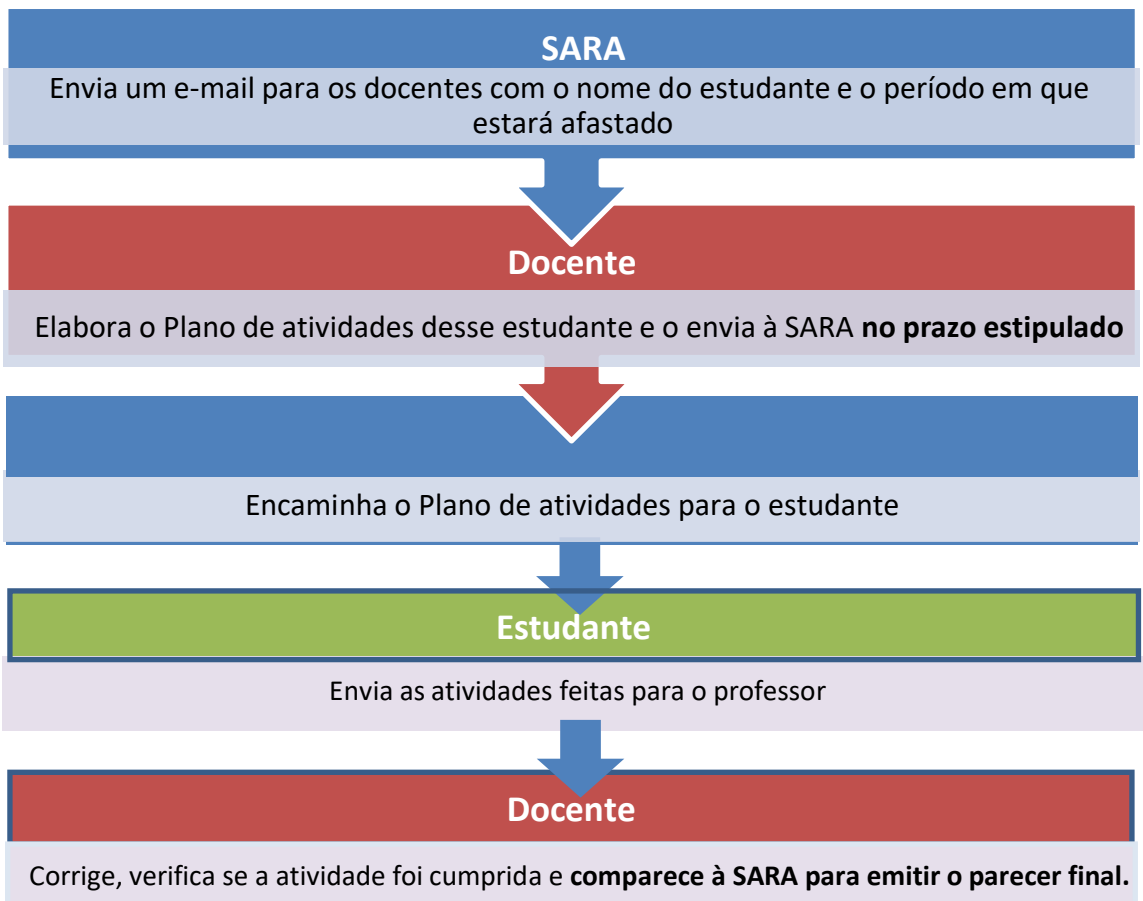 SARA
Envia um e-mail para os docentes com o nome do estudante e o período em que
estará afastado
Docente
Elabora o Plano de atividades desse estudante e o envia à SARA no prazo estipulado
Encaminha o Plano de atividades para o estudante
Estudante
Envia as atividades feitas para o professor
Docente
Corrige, verifica se a atividade foi cumprida e comparece à SARA para emitir o parecer final.